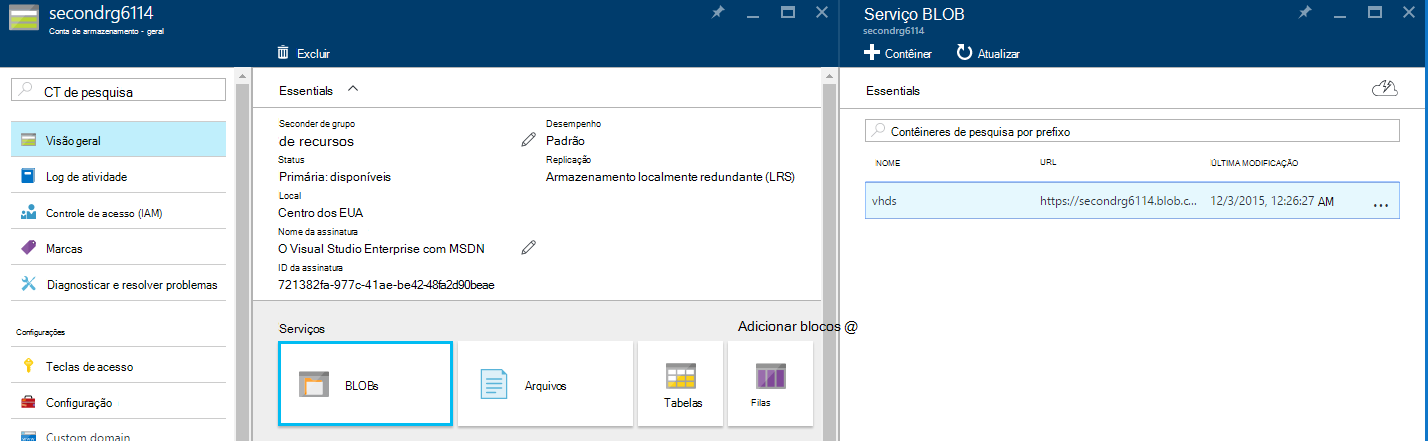 secondrg6114
Conta de armazenamento - geral
Excluir
CT de pesquisa
Visão geral
Log de atividade
Controle de acesso (IAM)
Marcas
Diagnosticar e resolver problemas
Configurações
Teclas de acesso
Configuração
Custom domain
Essentials
Seconder de grupo
de recursos
Status
Primária: disponíveis
Local
Centro dos EUA
Nome da assinatura
O Visual Studio Enterprise com MSDN
ID da assinatura
721382fa-977c-41ae-be42-48fa2d90beae
Desempenho
Padrão
Replicação
Armazenamento localmente redundante (LRS)
Serviços
Adicionar blocos @
BLOBs
Arquivos
Tabelas
Filas
Serviço BLOB
secondrg6114
Contêiner Atualizar
Essentials
Contêineres de pesquisa por prefixo
NOME URL ÚLTIMA MODIFICAÇÃO
vhds https://secondrg6114.blob.c... 12/3/2015, 12:26:27 AM ...